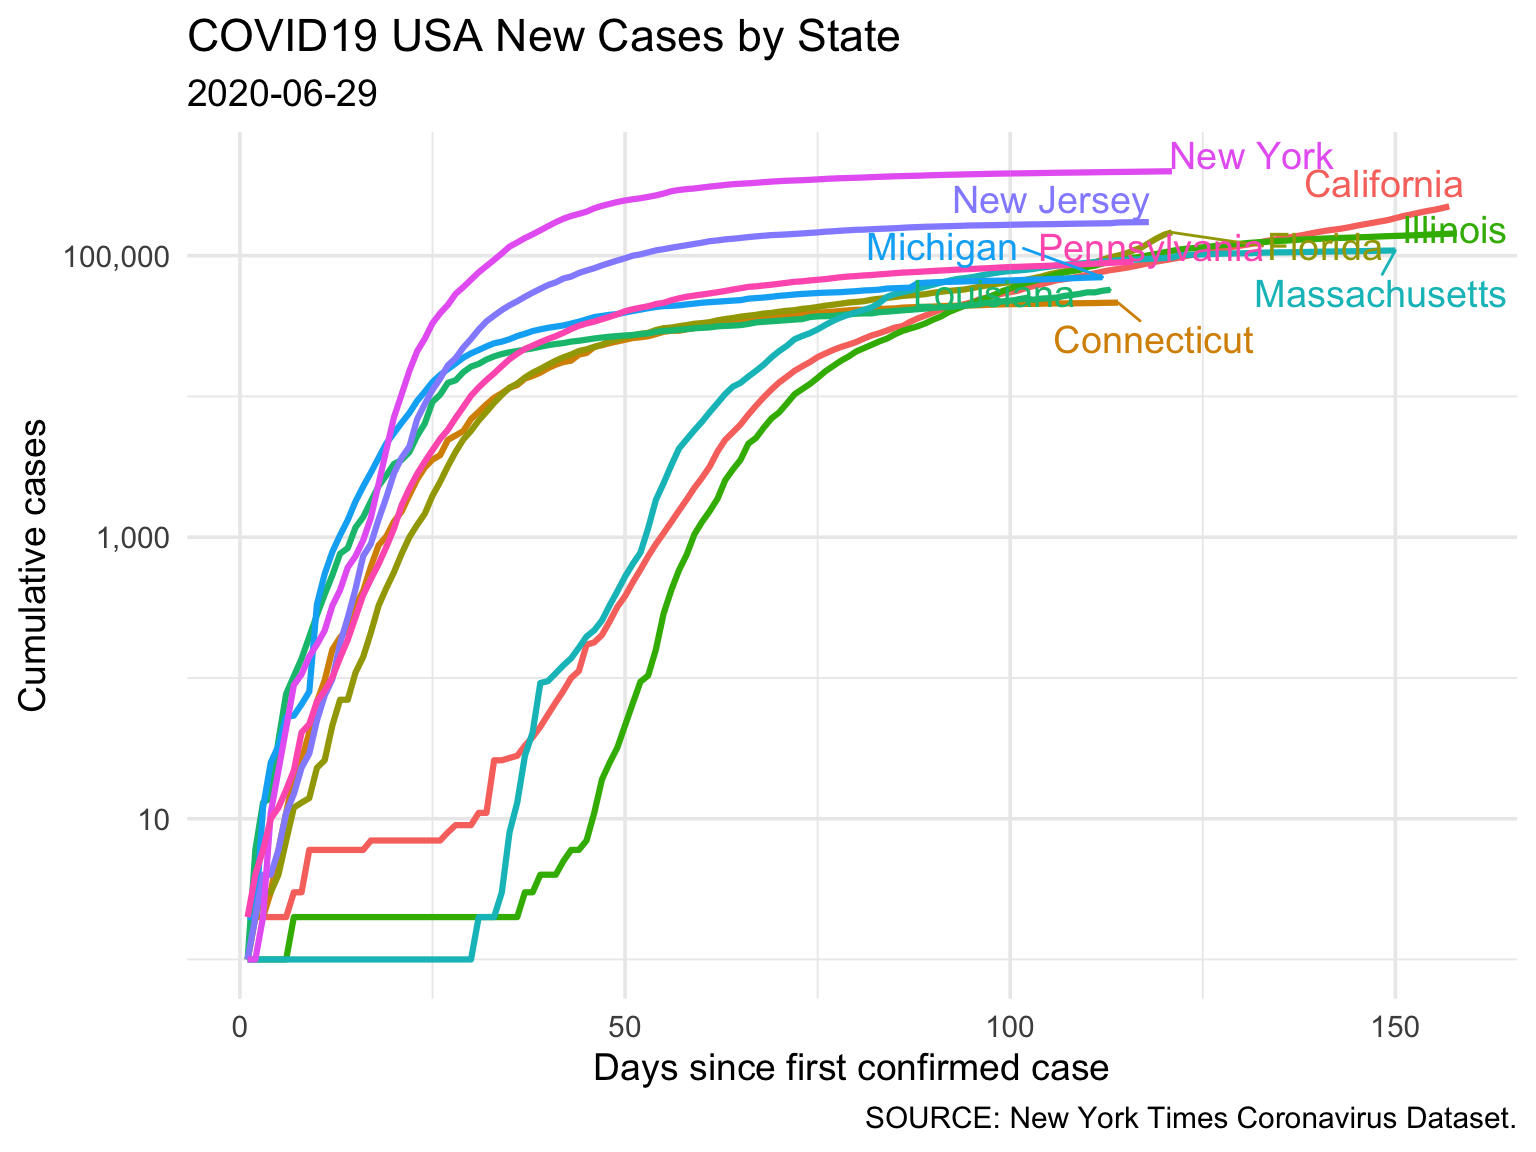 COVID19 USA New Cases by State
2020-06-29
New York
California
New Jersey
Illinois
Michigan
Pennsylvania
Florida
100,000
Louisiana
Massachusetts
Connecticut
1,000
10
Cumulative cases
0 50 100 150
Days since first confirmed case
SOURCE: New York Times Coronavirus Dataset.